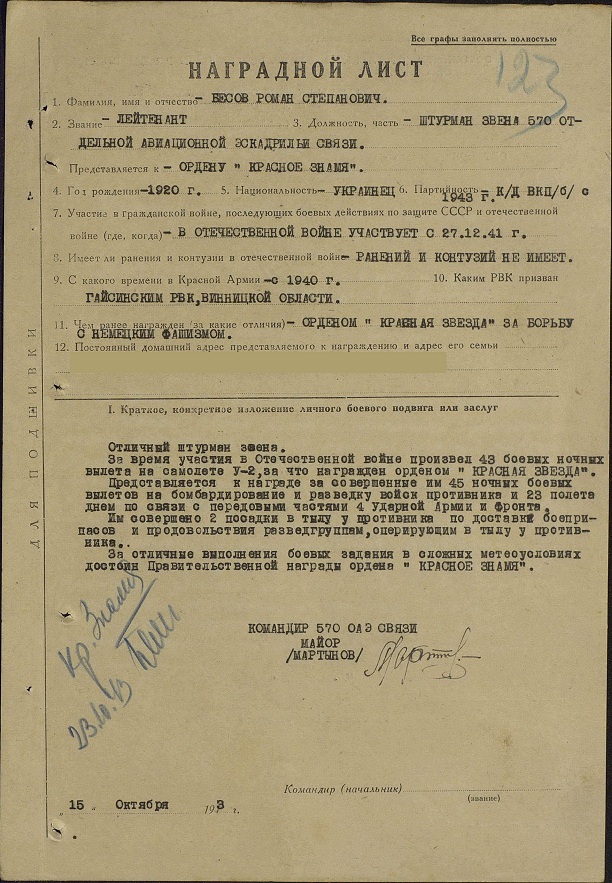 Все графы заполнять полностью
123
НАГРАДНОЙ ЛИСТ
1. Фамилия, имя и отчество - БЕСОВ РОМАН СТЕПАНОВИЧ.
2. Звание - ЛЕЙТЕНАНТ 3. Должность, часть - ШТУРМАН ЗВЕНА 570 ОТ-
ДЕЛЬНОЙ АВИАЦИОННОЙ ЭСКАДРИЛЬИ СВЯЗИ.
Представляется к - ОРДЕНУ " КРАСНОЕ ЗНАМЯ".
4. Год рождения -1920 г. 5. Национальность - УКРАИНЕЦ 6. Партийность - К/Д ВКП/б/ с
1943 г.
7. Участие в гражданской войне, последующих боевых действиях по защите СССР и отечественной
войне (где, когда) - В ОТЕЧЕСТВЕННОЙ ВОЙНЕ УЧАСТВУЕТ С 27.12.41 г.
8. Имеет ли ранения и контузии в отечественной войне - РАНЕНИЙ И КОНТУЗИЙ НЕ ИМЕЕТ.
9. С какого времени в Красной Армии -с 1940 г. 10. Каким РВК призван
ГАЙСИНСКИМ РВК, ВИННИЦКОЙ ОБЛАСТИ.
11. Чем ранее награжден (за какие отличия) - ОРДЕНОМ " КРАСНАЯ ЗВЕЗДА" ЗА БОРЬБУ
С НЕМЕЦКИМ ФАШИЗМОМ.
12. Постоянный домашний адрес представляемого к награждению и адрес его семьи
ДЛЯ ПОДШИВКИ
I. Краткое, конкретное изложение личного боевого подвига или заслуг
Отличный штурман звена.
За время участия в Отечественной войне произвел 43 боевых ночных
вылета на самолете У-2, за что награжден орденом " КРАСНАЯ ЗВЕЗДА".
Представляется к награде за совершенные им 45 ночных боевых
вылетов на бомбардирование и разведку войск противника и 23 полета
днем по связи с передовыми частями 4 Ударной Армии и Фронта.
Им совершено 2 посадки в тылу у противника по доставки боепри-
пасов и продовольствия разведгруппам, оперирующим в тылу у против-
ника..
За отличные выполнения боевых задания в сложных метеоусловиях
достоин Правительственной награды ордена " КРАСНОЕ ЗНАМЯ".
Кр. Знамя
23.10.43
КОМАНДИР 570 ОАЭ СВЯЗИ
МАЙОР
/МАРТЫНОВ/
Командир (начальник)
(звание)
" 15 " Октября 1943 г.